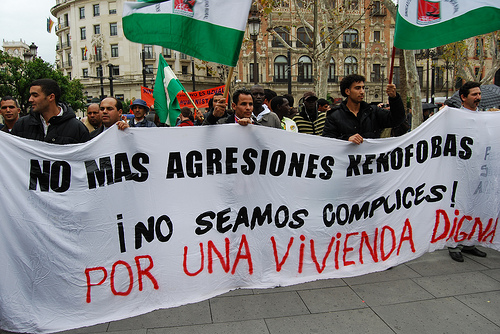 NO MAS AGRESIONES XENOFOBAS
¡NO SEAMOS COMPLICES!
POR UNA VIVIENDA DIGNA